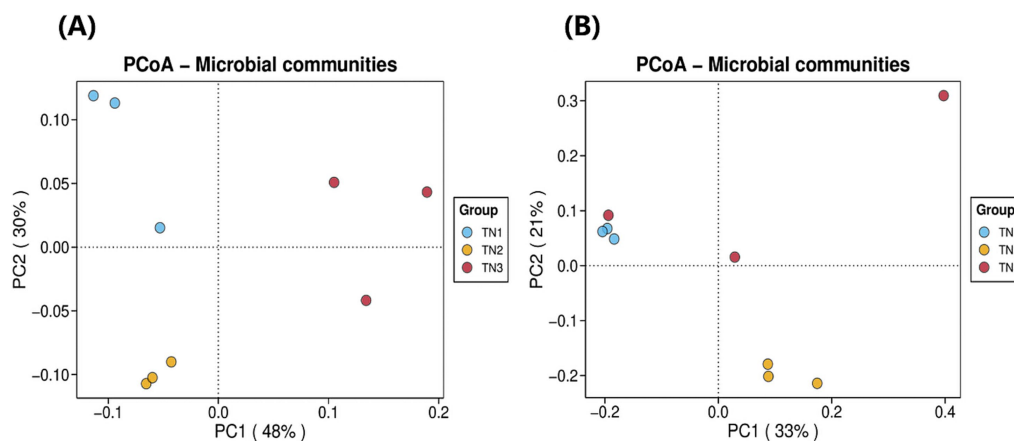 (A)
PCoA – Microbial communities
0.10
0.05
0.00
−0.05
−0.10
PC2 ( 30% )
−0.1
0.0
0.1
0.2
PC1 ( 48% )
Group
TN1
TN2
TN3
(B)
PCoA – Microbial communities
0.3
0.2
0.1
0.0
−0.1
−0.2
PC2 ( 21% )
−0.2
0.0
0.2
0.4
PC1 ( 33% )
Group
TN
TN
TN